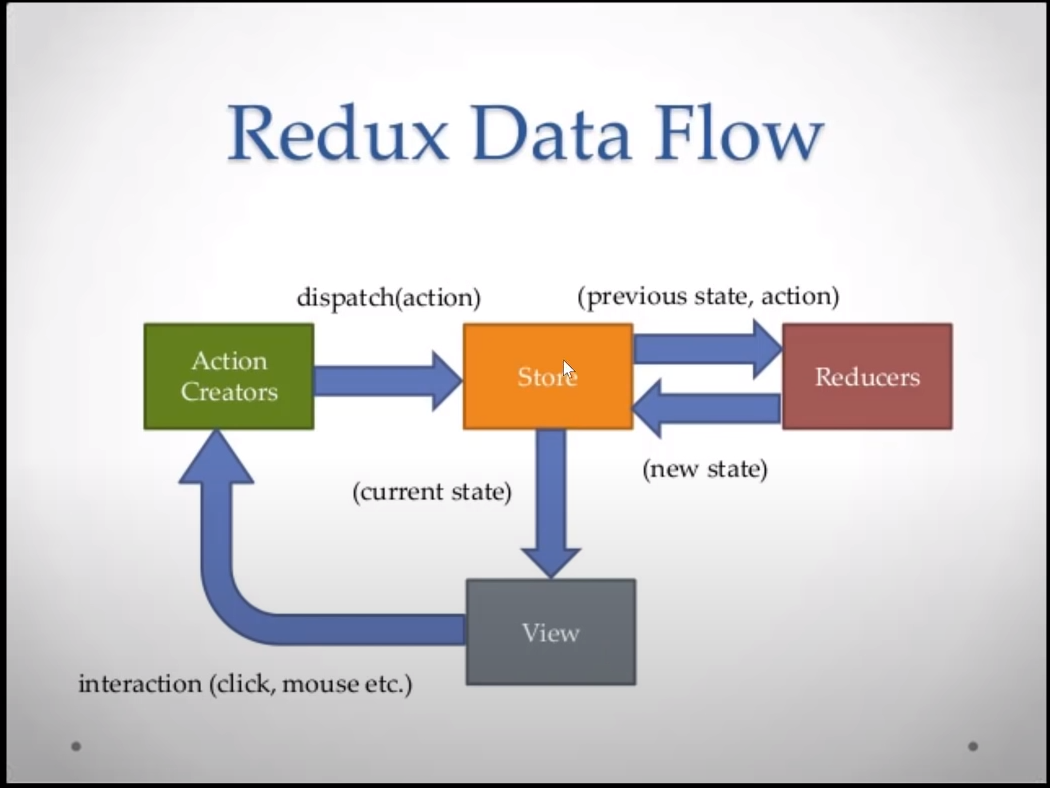 Redux Data Flow
dispatch(action)
(previous state, action)
Action
Creators
Store
Reducers
(new state)
(current state)
View
interaction (click, mouse etc.)